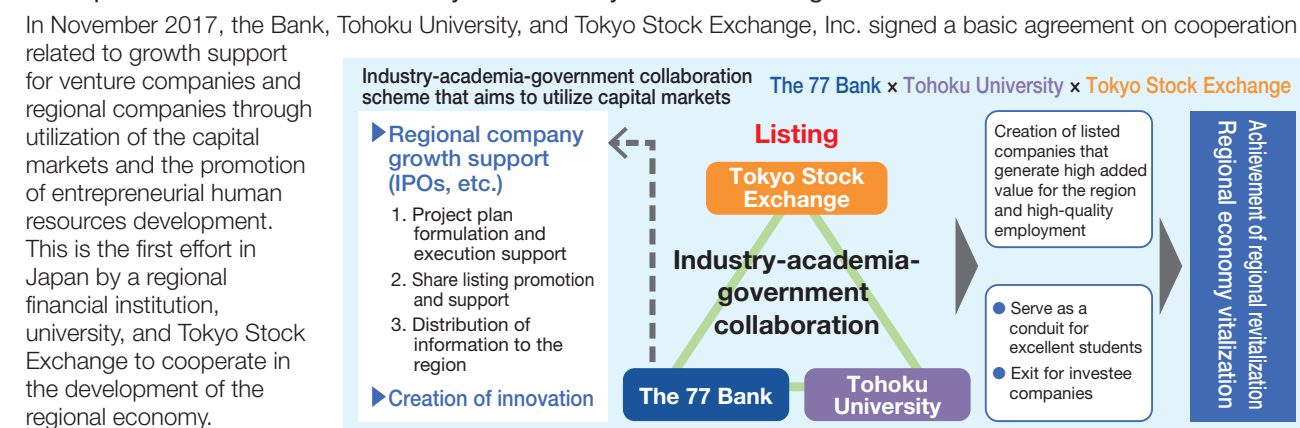 In November 2017, the Bank, Tohoku University, and Tokyo Stock Exchange, Inc. signed a basic agreement on cooperation
related to growth support
for venture companies and
regional companies through
utilization of the capital
markets and the promotion
of entrepreneurial human
resources development.
This is the first effort in
Japan by a regional
financial institution,
university, and Tokyo Stock
Exchange to cooperate in
the development of the
regional economy.
Industry-academia-government collaboration
scheme that aims to utilize capital markets
The 77 Bank × Tohoku University × Tokyo Stock Exchange
▶Regional company
growth support
(IPOs, etc.)
1. Project plan
formulation and
execution support
2. Share listing promotion
and support
3. Distribution of
information to the
region
▶Creation of innovation
Listing
Tokyo Stock
Exchange
Industry-academia-
government
collaboration
The 77 Bank
Tohoku
University
Creation of listed
companies that
generate high added
value for the region
and high-quality
employment
● Serve as a
conduit for
excellent students
● Exit for investee
companies
Achievement of regional revitalization
Regional economy vitalization